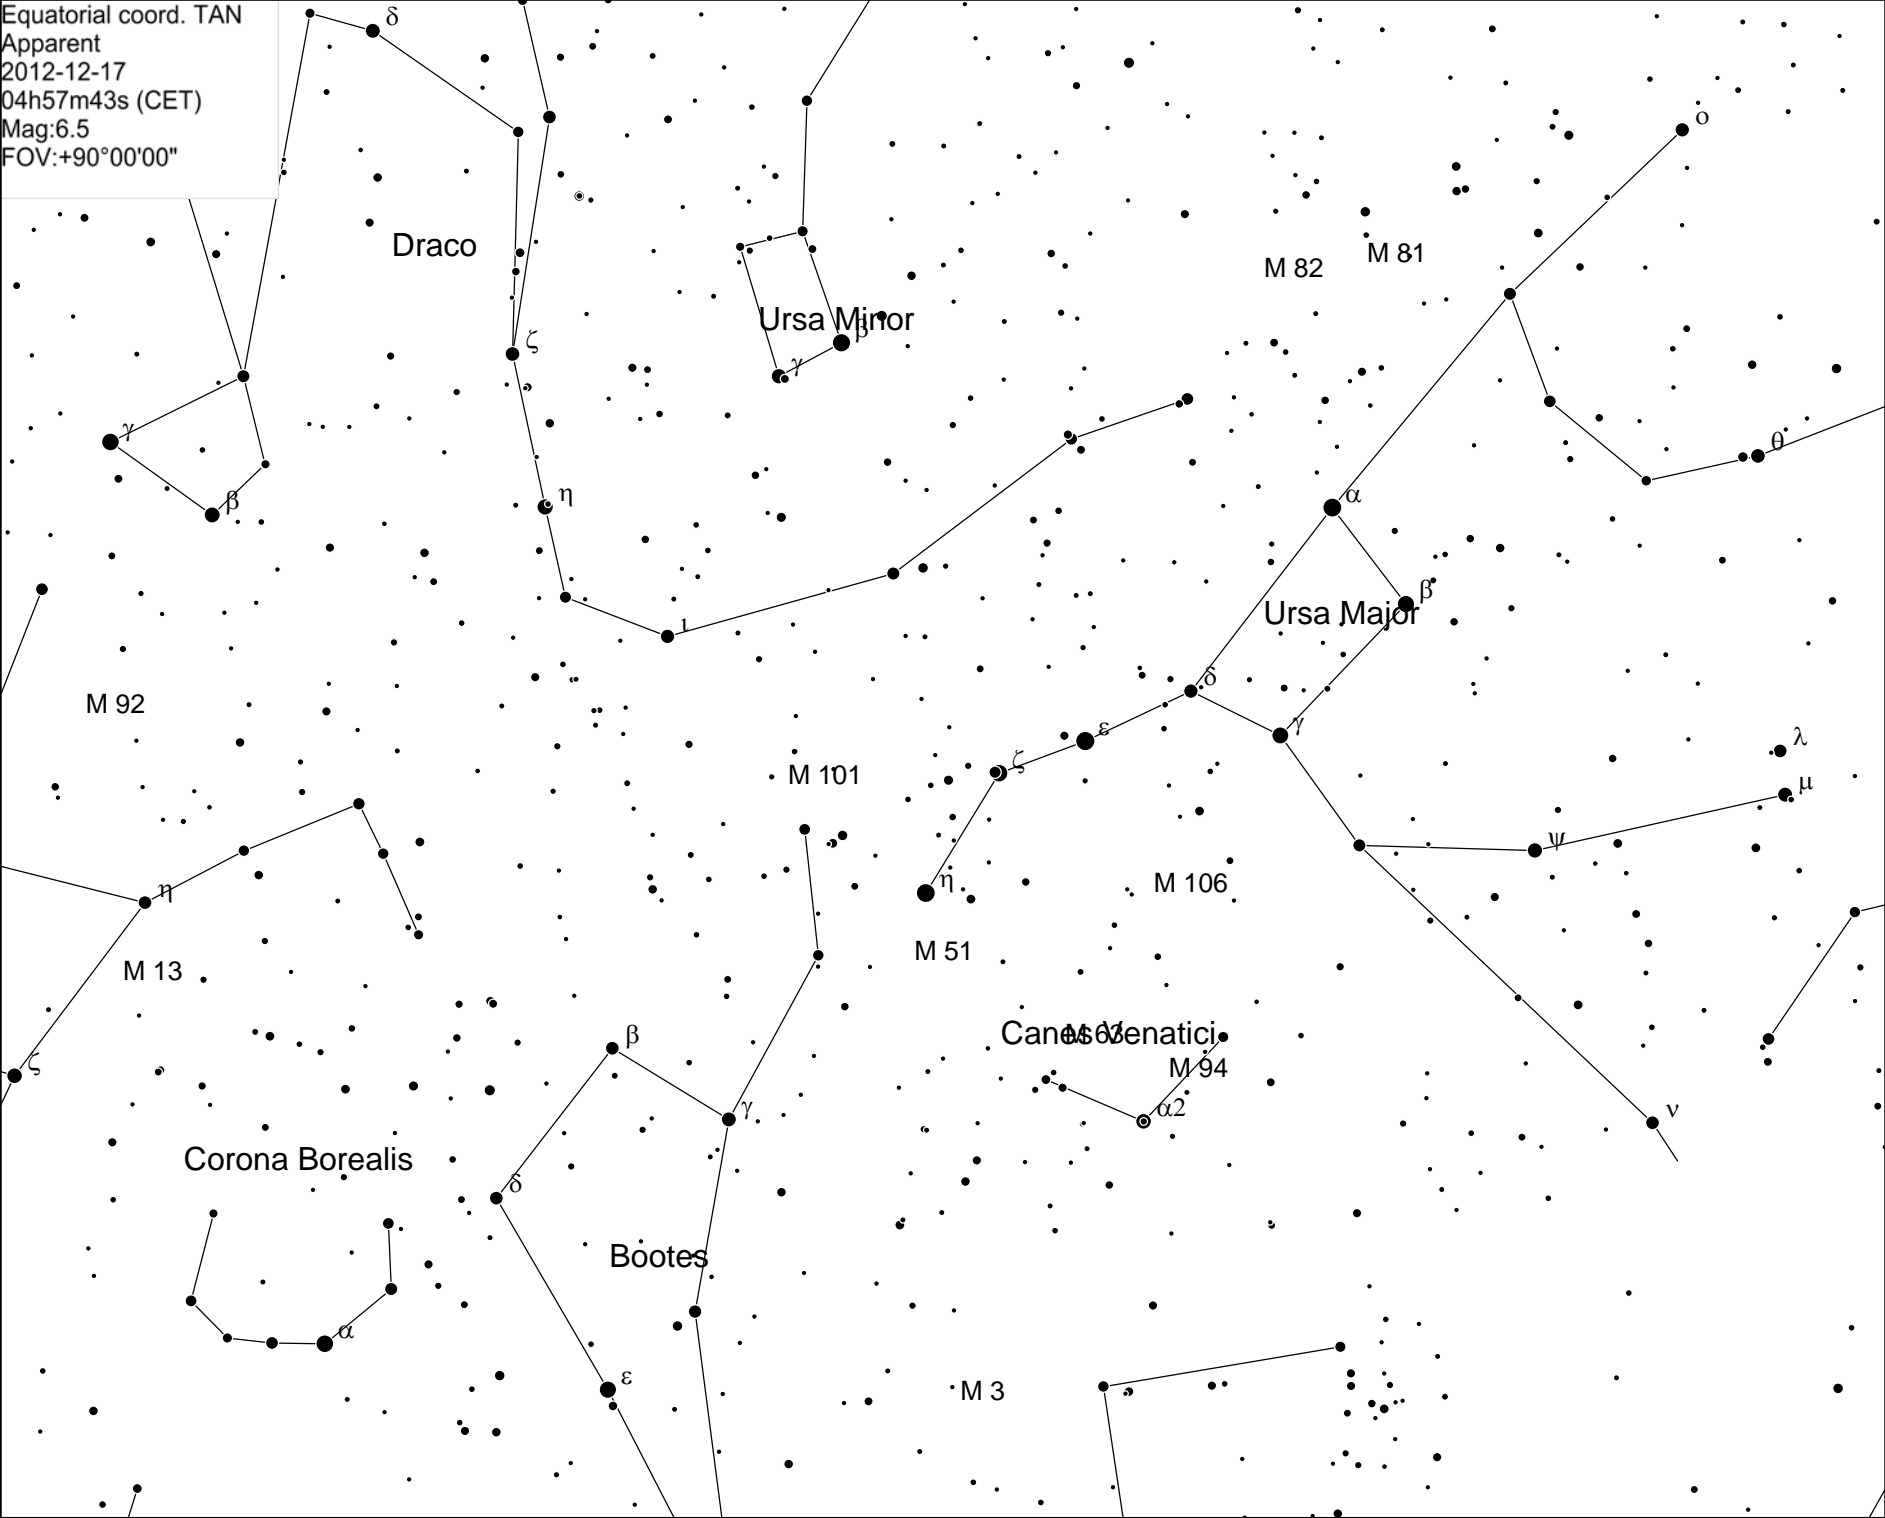 Equatorial coord. TAN
Apparent
2012-12-17
04h57m43s (CET)
Mag:6.5
FOV:+90°00'00"
δ
ο
Draco
M 81
M 82
Ursa Minor
β
ζ
γ
γ
θ
β
η
α
β
Ursa Major
ι
δ
M 92
ε
γ
λ
ζ
M 101
μ
ψ
η
η
M 106
M 51
M 13
β
Canes Venatici
M 63
ζ
M 94
γ
α2
ν
Corona Borealis
δ
Bootes
α
ε
M 3